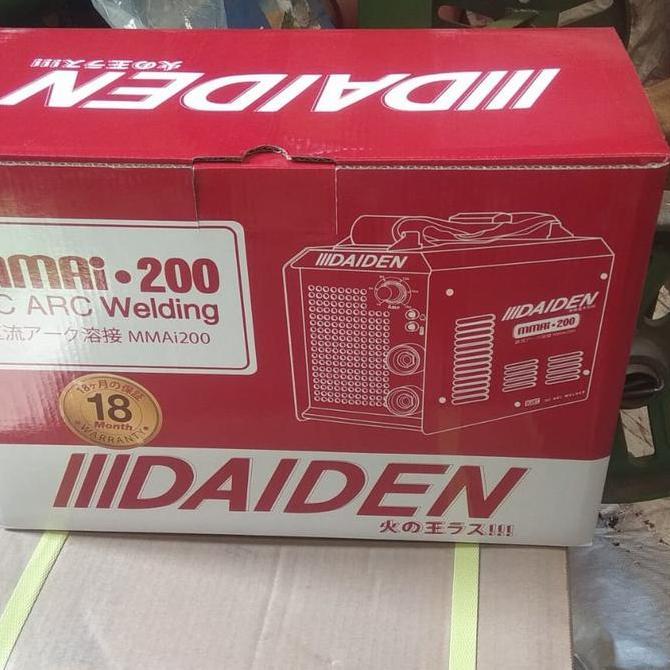 火の王ラス!!!
DAIDEN
MMAi·200
C ARC Welding
流アーク溶接 MMAi200
18ヶ月の保証
18
Month
WARRANTY
DAIDEN
DAIDEN
MMAi·200
DAIDEN
火の王ラス!!!